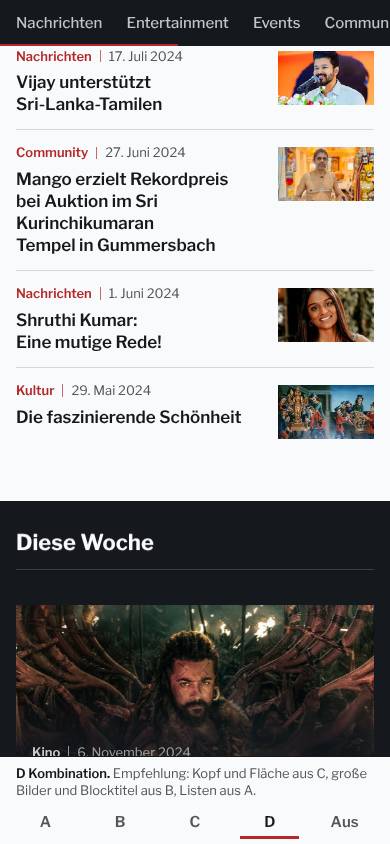 Nachrichten Entertainment Events Commun
Nachrichten | 17. Juli 2024
Vijay unterstützt
Sri-Lanka-Tamilen
Community | 27. Juni 2024
Mango erzielt Rekordpreis
bei Auktion im Sri
Kurinchikumaran
Tempel in Gummersbach
Nachrichten | 1. Juni 2024
Shruthi Kumar:
Eine mutige Rede!
Kultur | 29. Mai 2024
Die faszinierende Schönheit
Diese Woche
Kino | 6. November 2024
D Kombination. Empfehlung: Kopf und Fläche aus C, große
Bilder und Blocktitel aus B, Listen aus A.
A B C D Aus